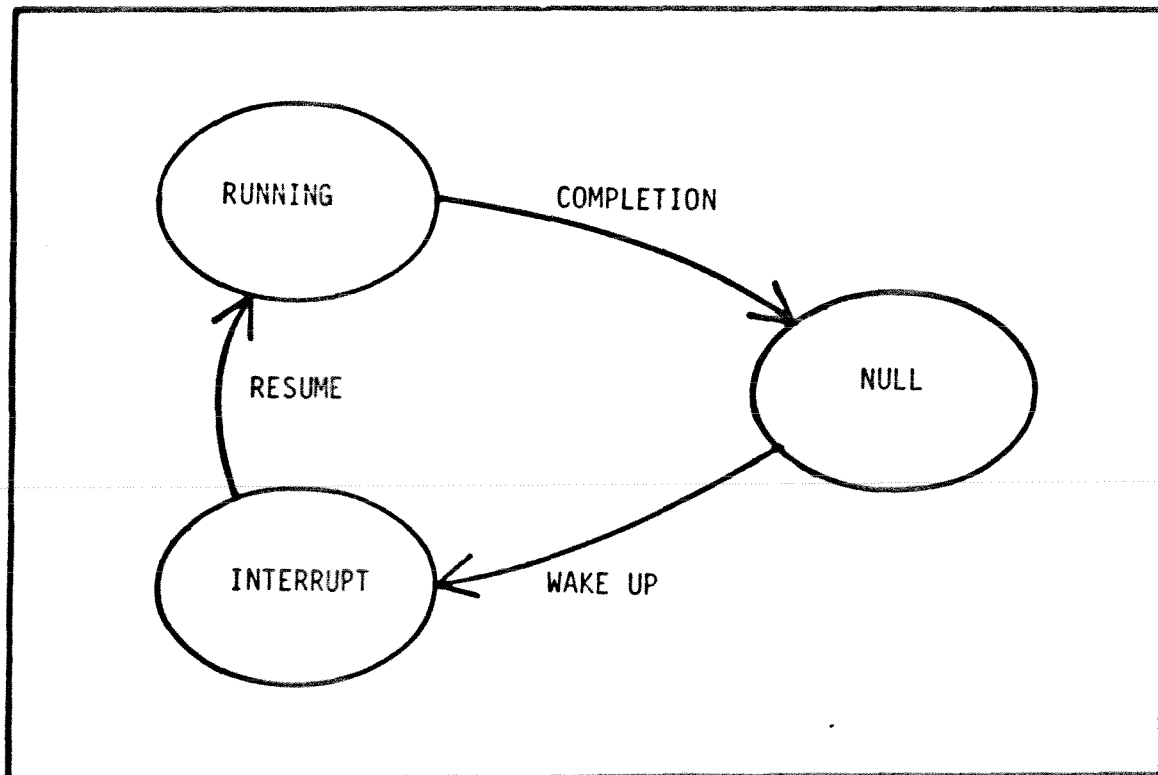 RUNNING
COMPLETION
NULL
RESUME
INTERRUPT
WAKE UP